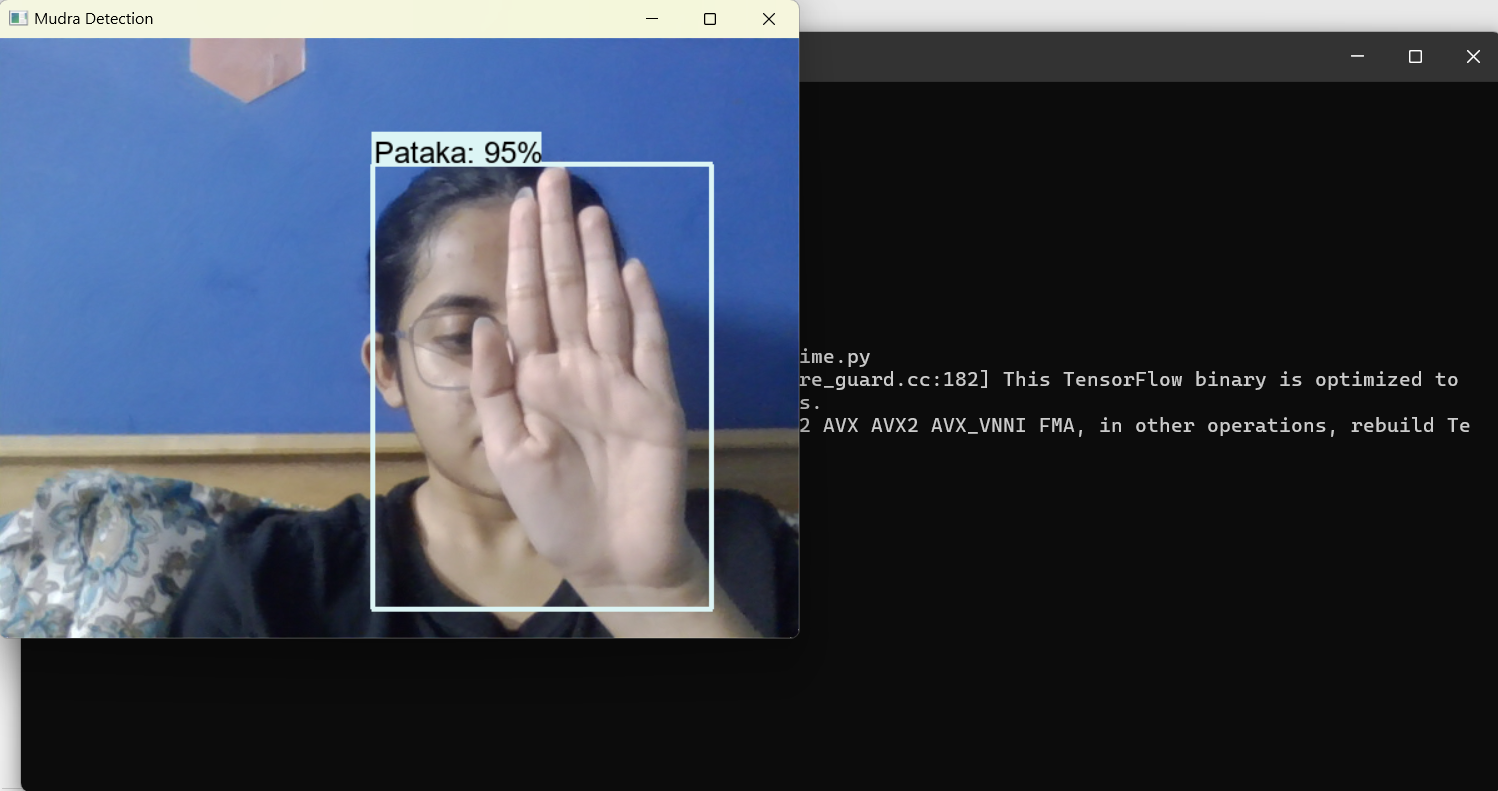 Mudra Detection
Pataka: 95%
ime.py
re_guard.cc:182] This TensorFlow binary is optimized to
s.
2 AVX AVX2 AVX_VNNI FMA, in other operations, rebuild Te